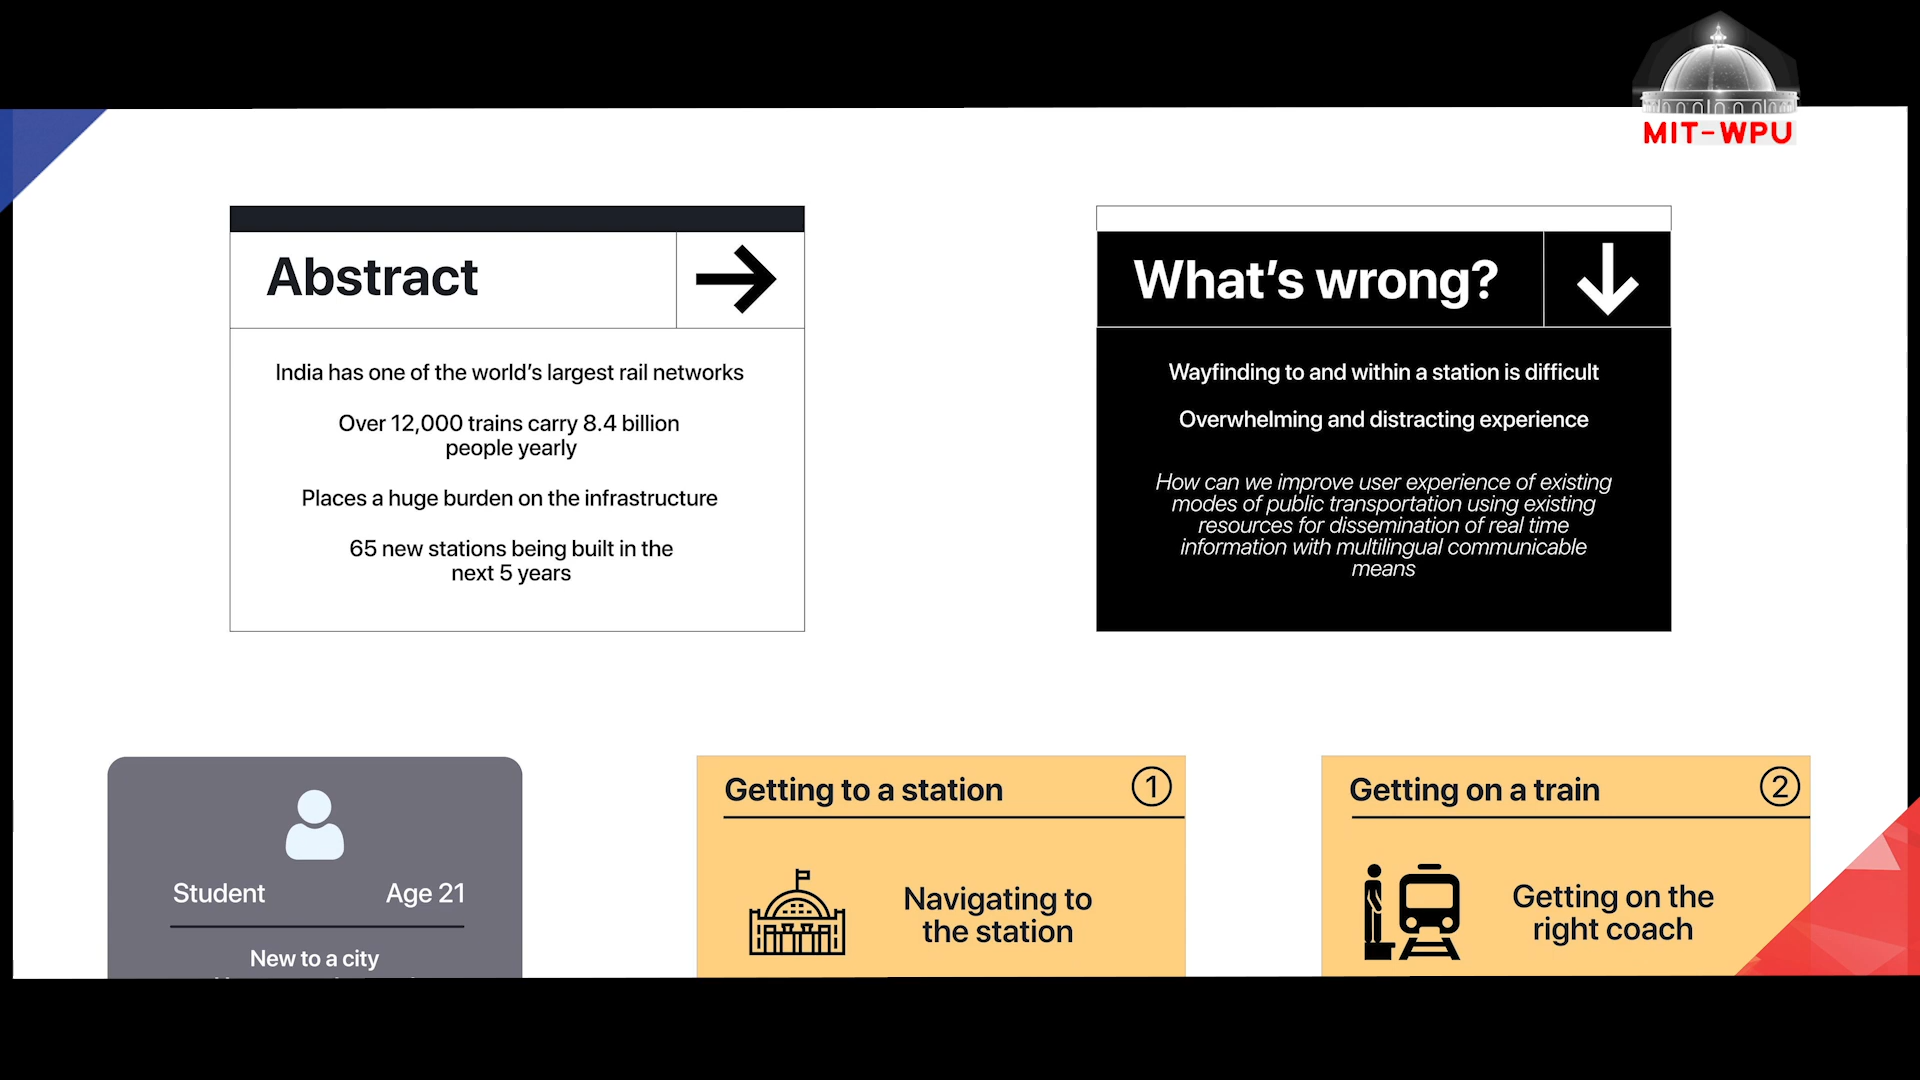 MIT-WPU
Abstract
India has one of the world's largest rail networks
Over 12,000 trains carry 8.4 billion
people yearly
Places a huge burden on the infrastructure
65 new stations being built in the
next 5 years
What's wrong?
Wayfinding to and within a station is difficult
Overwhelming and distracting experience
How can we improve user experience of existing
modes of public transportation using existing
resources for dissemination of real time
information with multilingual communicable
means
Student Age 21
New to a city
Getting to a station 1
Navigating to
the station
Getting on a train 2
Getting on the
right coach